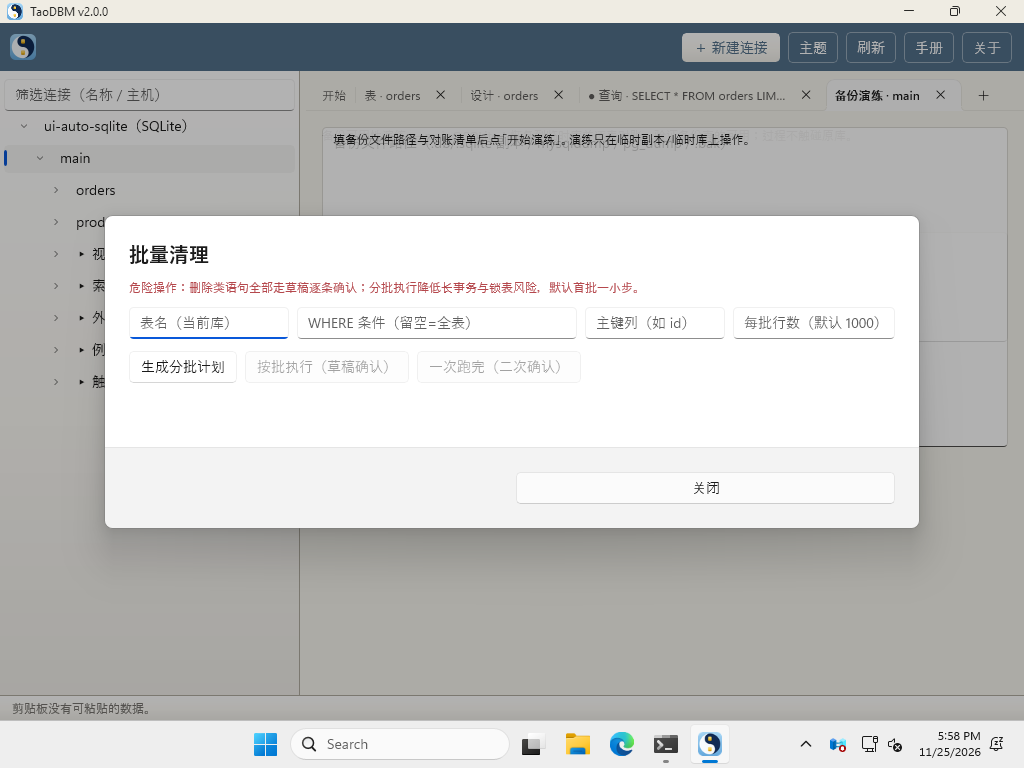 TaoDBM v2.0.0
+ 新建连接 主题 刷新 手册 关于
筛选连接（名称 / 主机）
开始 表 · orders 设计 · orders ● 查询 · SELECT * FROM orders LIM... 备份演练 · main
ui-auto-sqlite（SQLite）
main
orders
prod
视
索
外
例
触
填备份文件路径与对账清单后点「开始演练」。演练只在临时副本/临时库上操作。
批量清理
危险操作：删除类语句全部走草稿逐条确认；分批执行降低长事务与锁表风险，默认首批一小步。
表名（当前库） WHERE 条件（留空=全表） 主键列（如 id） 每批行数（默认 1000）
生成分批计划 按批执行（草稿确认） 一次跑完（二次确认）
关闭
剪贴板没有可粘贴的数据。
Search
5:58 PM
11/25/2026